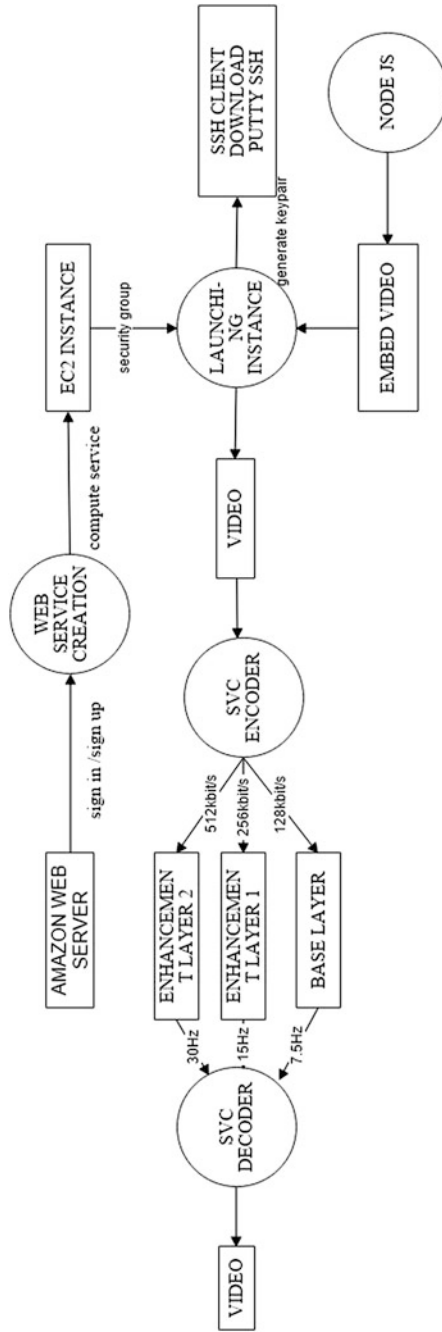 AMAZON WEB
SERVER
sign in /sign up
WEB
SERVICE
CREATION
compute service
EC2 INSTANCE
security group
VIDEO
SVC
DECODER
30Hz
15Hz
7.5Hz
ENHANCEMEN
T LAYER 2
ENHANCEMEN
T LAYER 1
BASE LAYER
512kbit/s
256kbit/s
128kbit/s
SVC
ENCODER
VIDEO
LAUNCHI-
NG
INSTANCE
generate keypair
SSH CLIENT
DOWNLOAD
PUTTY SSH
EMBED VIDEO
NODE JS